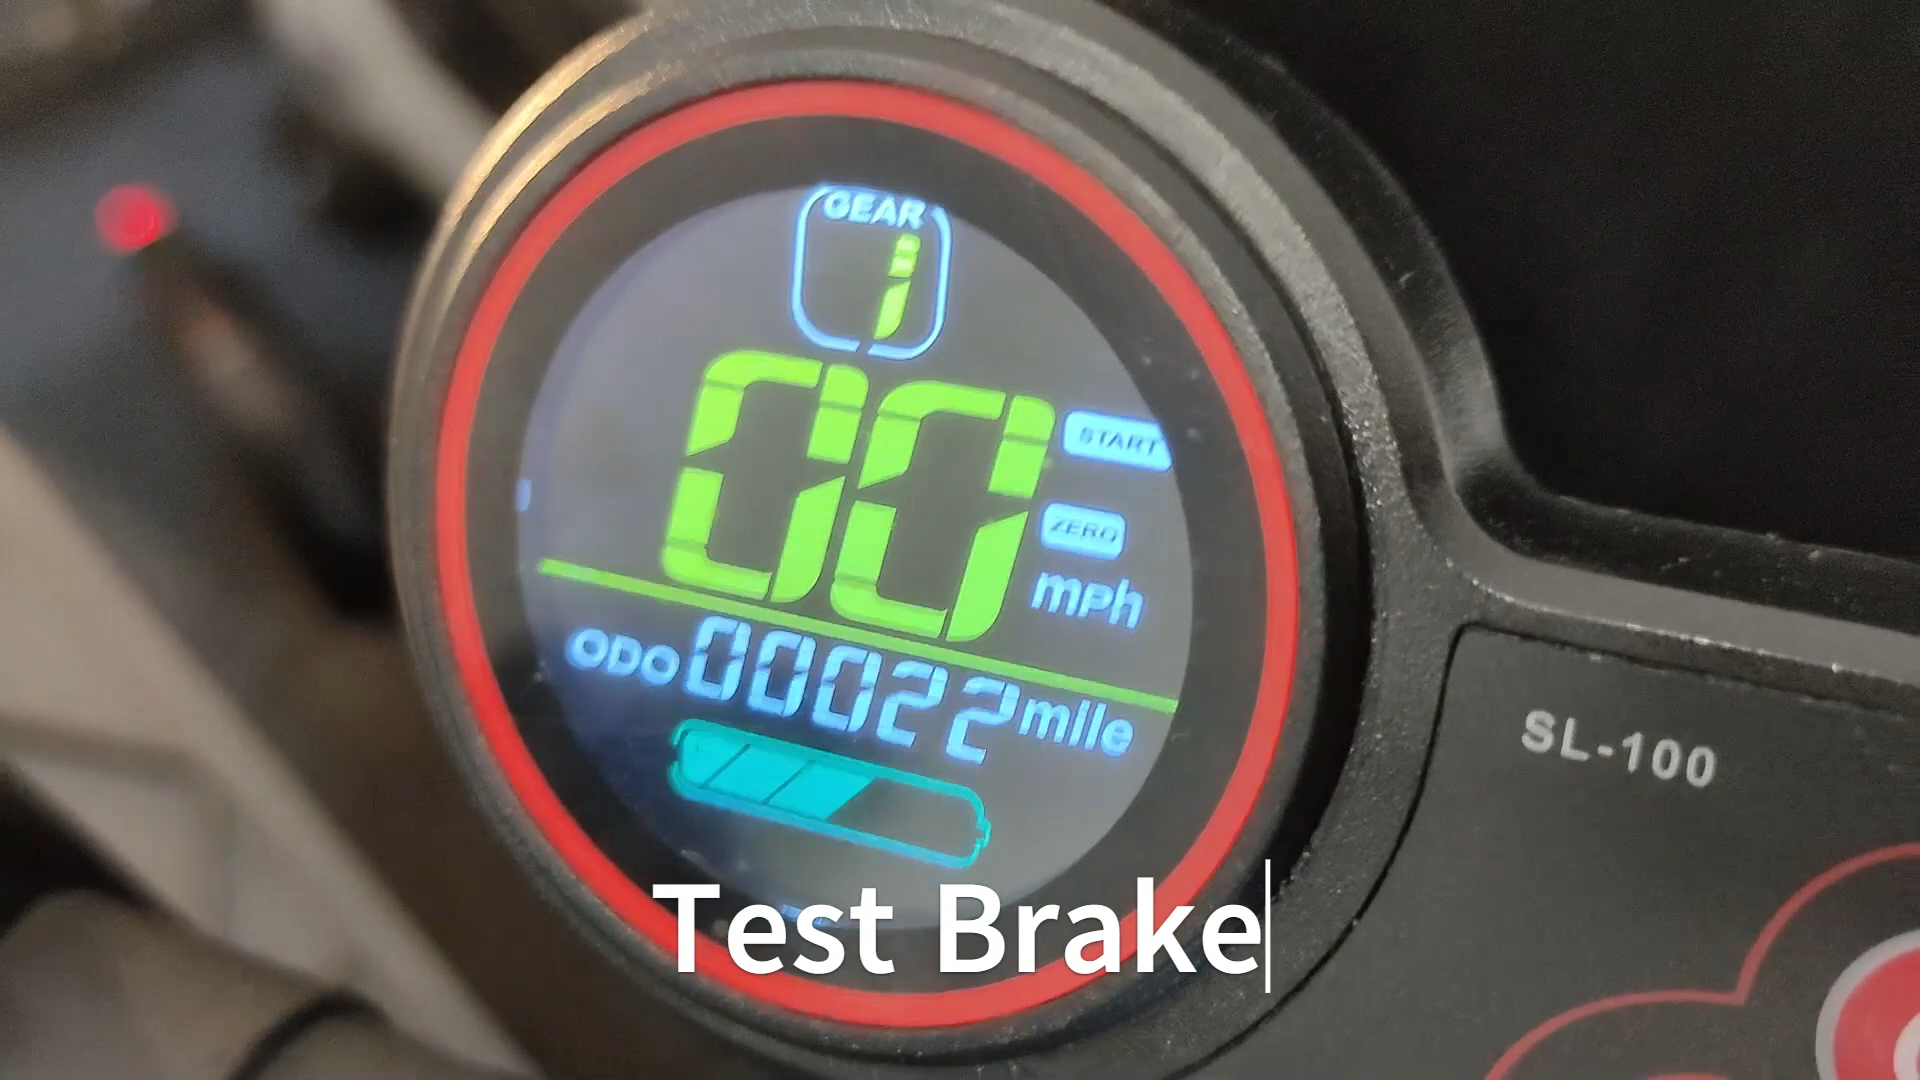 GEAR
1
00
START
ZERO
mph
ODO 00022 mile
SL-100
Test Brake